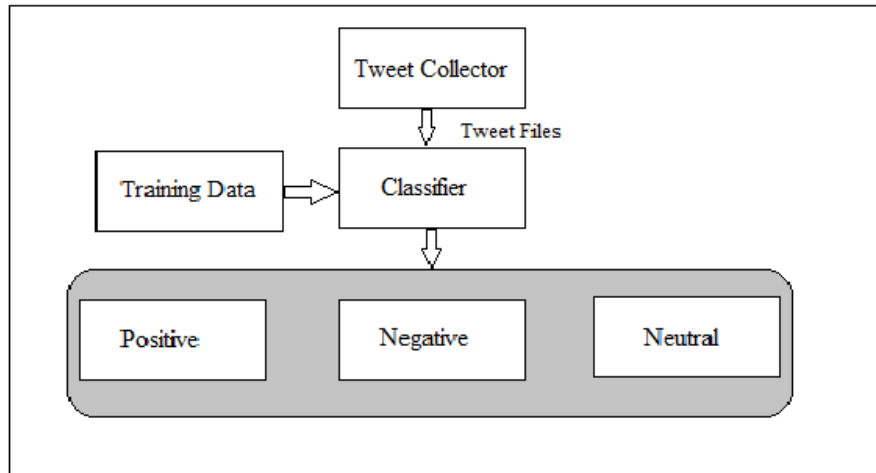 Tweet Collector
Tweet Files
Training Data
Classifier
Positive
Negative
Neutral